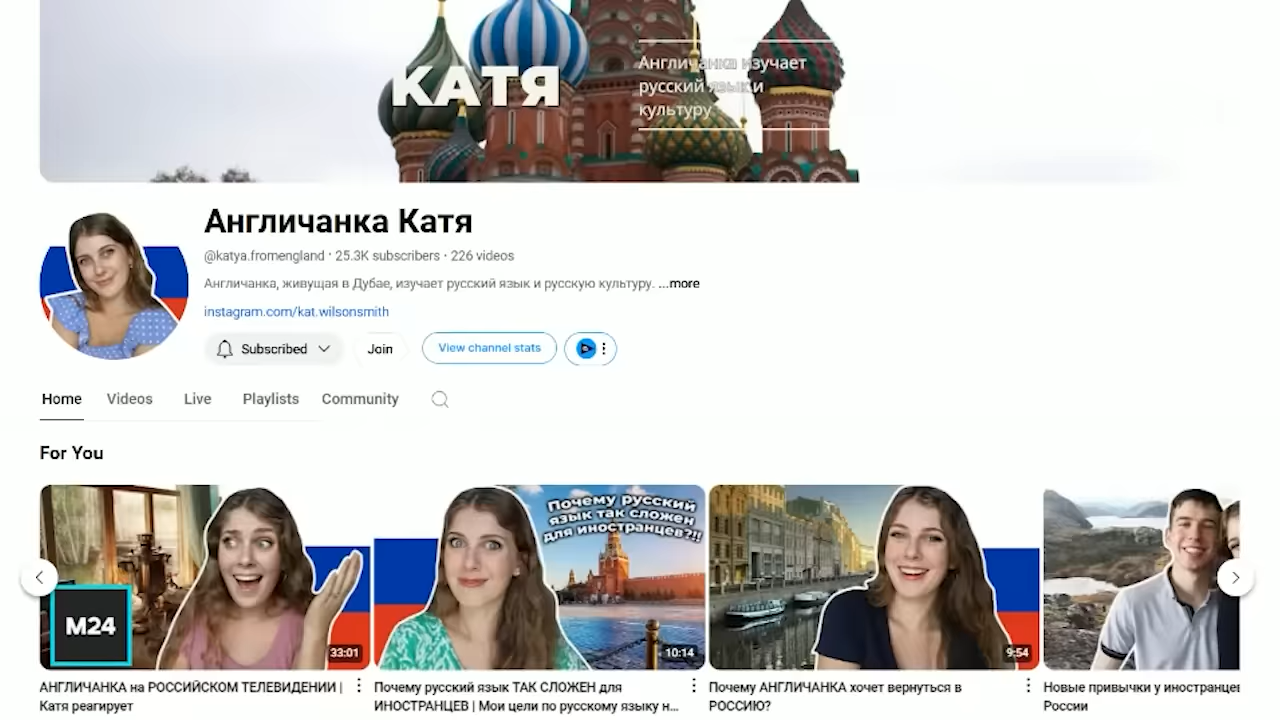 КАТЯ
Англичанка изучает
русский язык и
культуру
Англичанка Катя
@katya.fromengland · 25.3K subscribers · 226 videos
Англичанка, живущая в Дубае, изучает русский язык и русскую культуру. ...more
instagram.com/kat.wilsonsmith
Subscribed
Join
View channel stats
Home Videos Live Playlists Community
For You
M24
33:01
Почему русский
язык так сложен
для иностранцев?!!
10:14
9:54
АНГЛИЧАНКА на РОССИЙСКОМ ТЕЛЕВИДЕНИИ |
Катя реагирует
Почему русский язык ТАК СЛОЖЕН для
ИНОСТРАНЦЕВ | Мои цели по русскому языку н...
Почему АНГЛИЧАНКА хочет вернуться в
РОССИЮ?
Новые привычки у иностранце
России